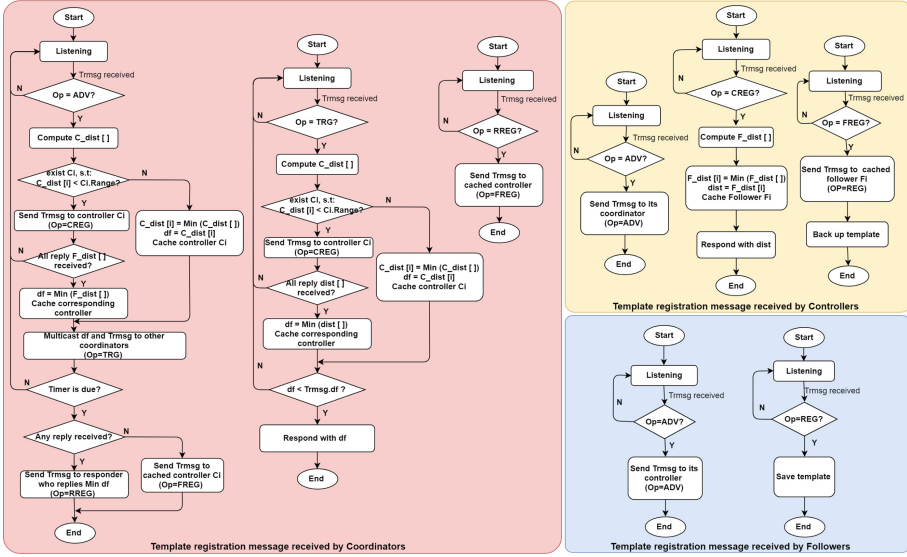 Start
Listening
Trmsg received
N
Op = ADV?
Y
Compute C_dist [ ]
exist Ci, s.t:
C_dist [i] < Ci.Range?
N
Y
Send Trmsg to controller Ci
(Op=CREG)
C_dist [i] = Min (C_dist [ ])
df = C_dist [i]
Cache controller Ci
N
All reply F_dist [ ]
received?
Y
df = Min (F_dist [ ])
Cache corresponding
controller
Multicast df and Trmsg to other
coordinators
(Op=TRG)
N
Timer is due?
Y
Any reply received?
N
Y
Send Trmsg to responder
who replies Min df
(Op=RREG)
Send Trmsg to
cached controller Ci
(Op=FREG)
End
Start
Listening
Trmsg received
N
Op = TRG?
Y
Compute C_dist [ ]
exist Ci, s.t:
C_dist [i] < Ci.Range?
N
Y
Send Trmsg to controller Ci
(Op=CREG)
C_dist [i] = Min (C_dist [ ])
df = C_dist [i]
Cache controller Ci
N
All reply dist [ ]
received?
Y
df = Min (dist [ ])
Cache corresponding
controller
N
df < Trmsg.df ?
Y
Respond with df
End
Start
Listening
Trmsg received
N
Op = RREG?
Y
Send Trmsg to
cached controller
(Op=FREG)
End
Template registration message received by Coordinators
Start
Listening
Trmsg received
N
Op = ADV?
Y
Send Trmsg to its
coordinator
(Op=ADV)
End
Start
Listening
Trmsg received
N
Op = CREG?
Y
Compute F_dist [ ]
F_dist [i] = Min (F_dist [ ])
dist = F_dist [i]
Cache Follower Fi
Respond with dist
End
Start
Listening
Trmsg received
N
Op = FREG?
Y
Send Trmsg to cached
follower Fi
(Op=REG)
Back up template
End
Template registration message received by Controllers
Start
Listening
Trmsg received
N
Op=ADV?
Y
Send Trmsg to its
controller
(Op=ADV)
End
Start
Listening
Trmsg received
N
Op=REG?
Y
Save template
End
Template registration message received by Followers